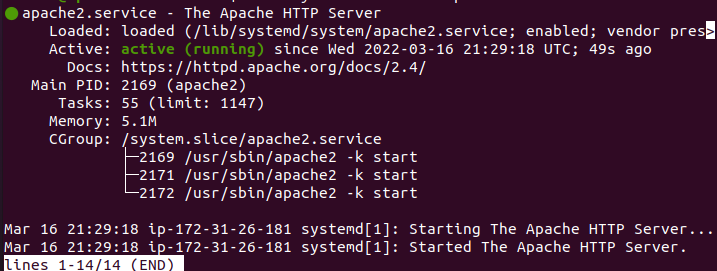 ● apache2.service - The Apache HTTP Server
     Loaded: loaded (/lib/systemd/system/apache2.service; enabled; vendor pres>
     Active: active (running) since Wed 2022-03-16 21:29:18 UTC; 49s ago
       Docs: https://httpd.apache.org/docs/2.4/
   Main PID: 2169 (apache2)
      Tasks: 55 (limit: 1147)
     Memory: 5.1M
     CGroup: /system.slice/apache2.service
             ├─2169 /usr/sbin/apache2 -k start
             ├─2171 /usr/sbin/apache2 -k start
             └─2172 /usr/sbin/apache2 -k start

Mar 16 21:29:18 ip-172-31-26-181 systemd[1]: Starting The Apache HTTP Server...
Mar 16 21:29:18 ip-172-31-26-181 systemd[1]: Started The Apache HTTP Server.
lines 1-14/14 (END)